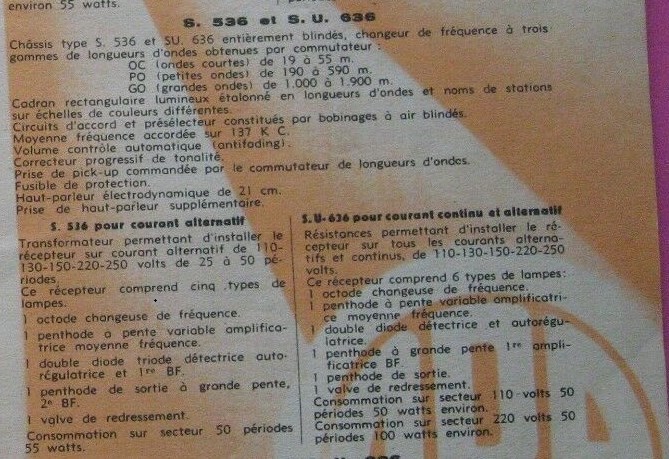 environ 55 watts.
S. 536 et S. U. 636
Châssis type S. 536 et SU. 636 entièrement blindés, changeur de fréquence à trois
gammes de longueurs d'ondes obtenues par commutateur :
OC (ondes courtes) de 19 à 55 m.
PO (petites ondes) de 190 à 590 m.
GO (grandes ondes) de 1.000 à 1.900 m.
Cadran rectangulaire lumineux étalonné en longueurs d'ondes et noms de stations
sur échelles de couleurs différentes.
Circuits d'accord et présélecteur constitués par bobinages à air blindés.
Moyenne fréquence accordée sur 137 K C.
Volume contrôle automatique (antifading).
Correcteur progressif de tonalité.
Prise de pick-up commandée par le commutateur de longueurs d'ondes.
Fusible de protection.
Haut-parleur électrodynamique de 21 cm.
Prise de haut-parleur supplémentaire.
S. 536 pour courant alternatif
Transformateur permettant d'installer le
récepteur sur courant alternatif de 110-
130-150-220-250 volts de 25 à 50 pé-
riodes
Ce récepteur comprend cinq types de
lampes.
1 octode changeuse de fréquence.
1 penthode a pente variable amplifica-
trice moyenne fréquence.
1 double diode triode détectrice auto-
régulatrice et 1re BF.
1 penthode de sortie à grande pente,
2e BF.
1 valve de redressement.
Consommation sur secteur 50 périodes
55 watts.
S. U-636 pour courant continu et alternatif
Résistances permettant d'installer le ré-
cepteur sur tous les courants alterna-
tifs et continus, de 110-130-150-220-250
volts.
Ce récepteur comprend 6 types de lampes:
1 octode changeuse de fréquence.
1 penthode à pente variable amplificatri-
ce moyenne fréquence.
1 double diode détectrice et autorégu-
latrice.
1 penthode à grande pente 1re ampli-
ficatrice BF.
1 penthode de sortie.
1 valve de redressement.
Consommation sur secteur 110 volts 50
périodes 50 watts environ.
Consommation sur secteur 220 volts 50
périodes 100 watts environ.